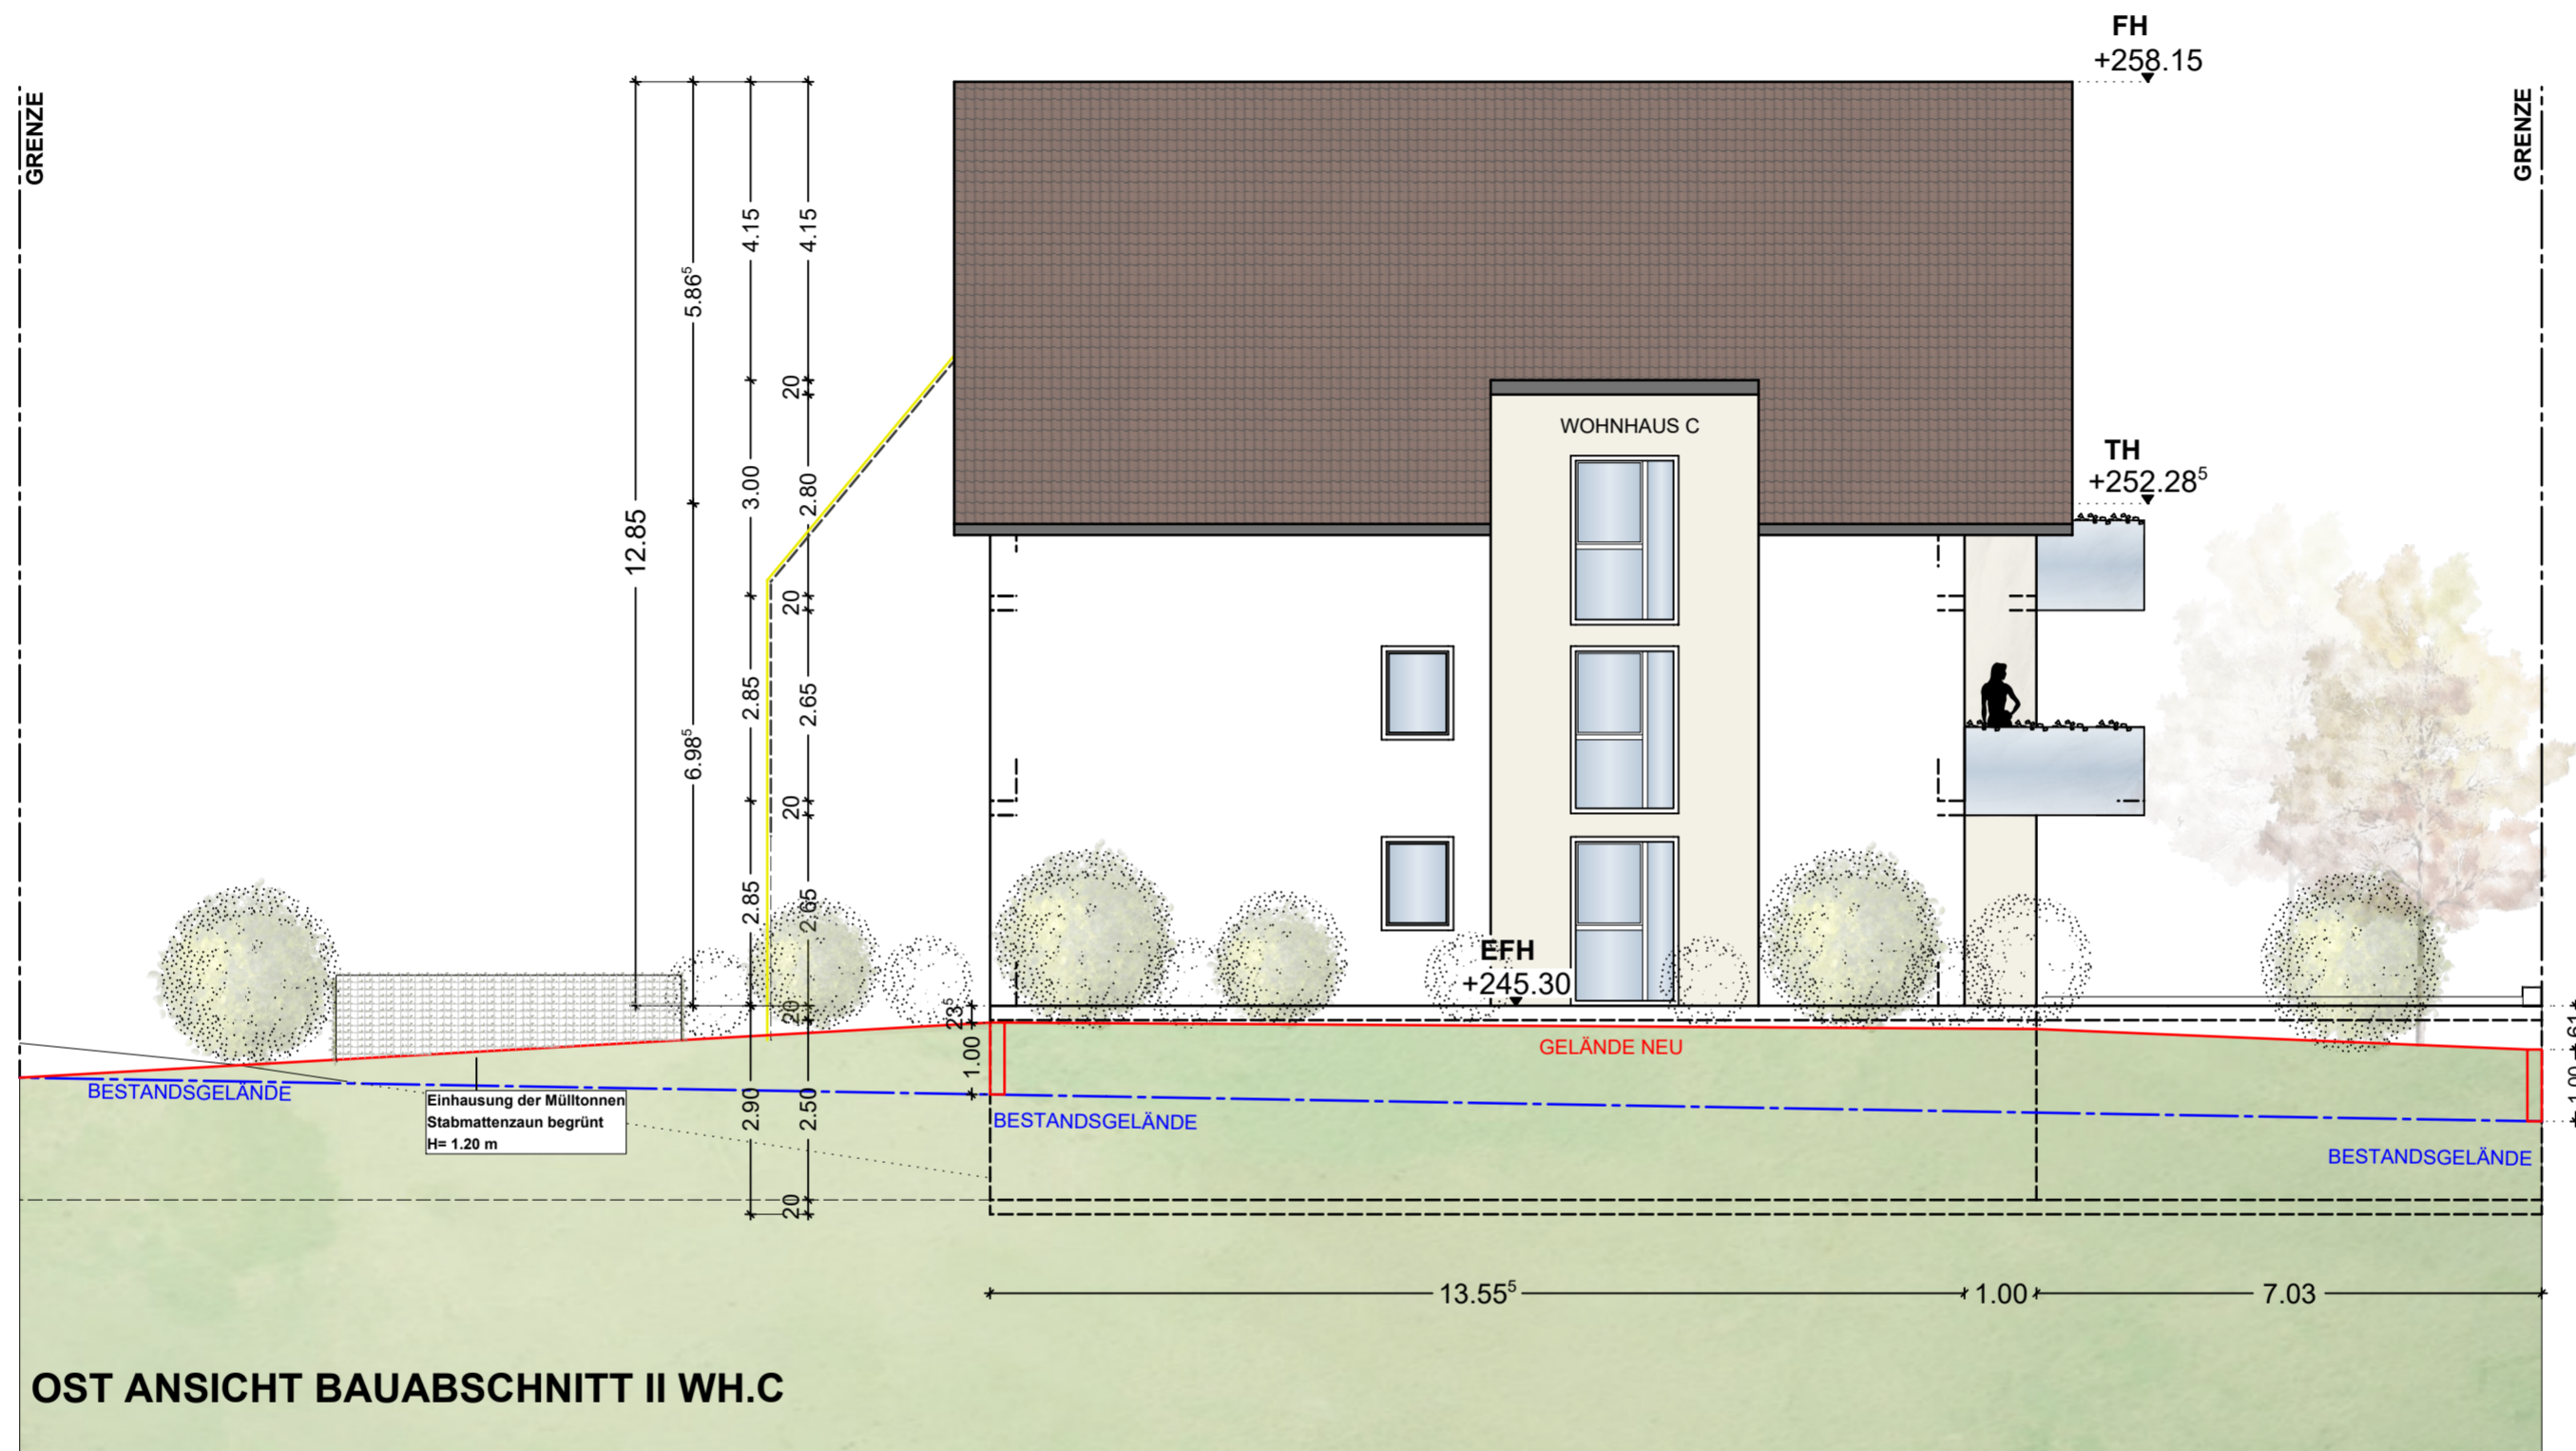 FH
+258.15
GRENZE
GRENZE
4.15
4.15
5.86⁵
20
WOHNHAUS C
TH
+252.28⁵
3.00
2.80
12.85
20
2.85
2.65
6.98⁵
20
2.85
2.65
EFH
+245.30
20
23⁵
1.00
GELÄNDE NEU
61
1.00
BESTANDSGELÄNDE
Einhausung der Mülltonnen
Stabmattenzaun begrünt
H= 1.20 m
2.90
2.50
BESTANDSGELÄNDE
BESTANDSGELÄNDE
20
13.55⁵
1.00
7.03
OST ANSICHT BAUABSCHNITT II WH.C